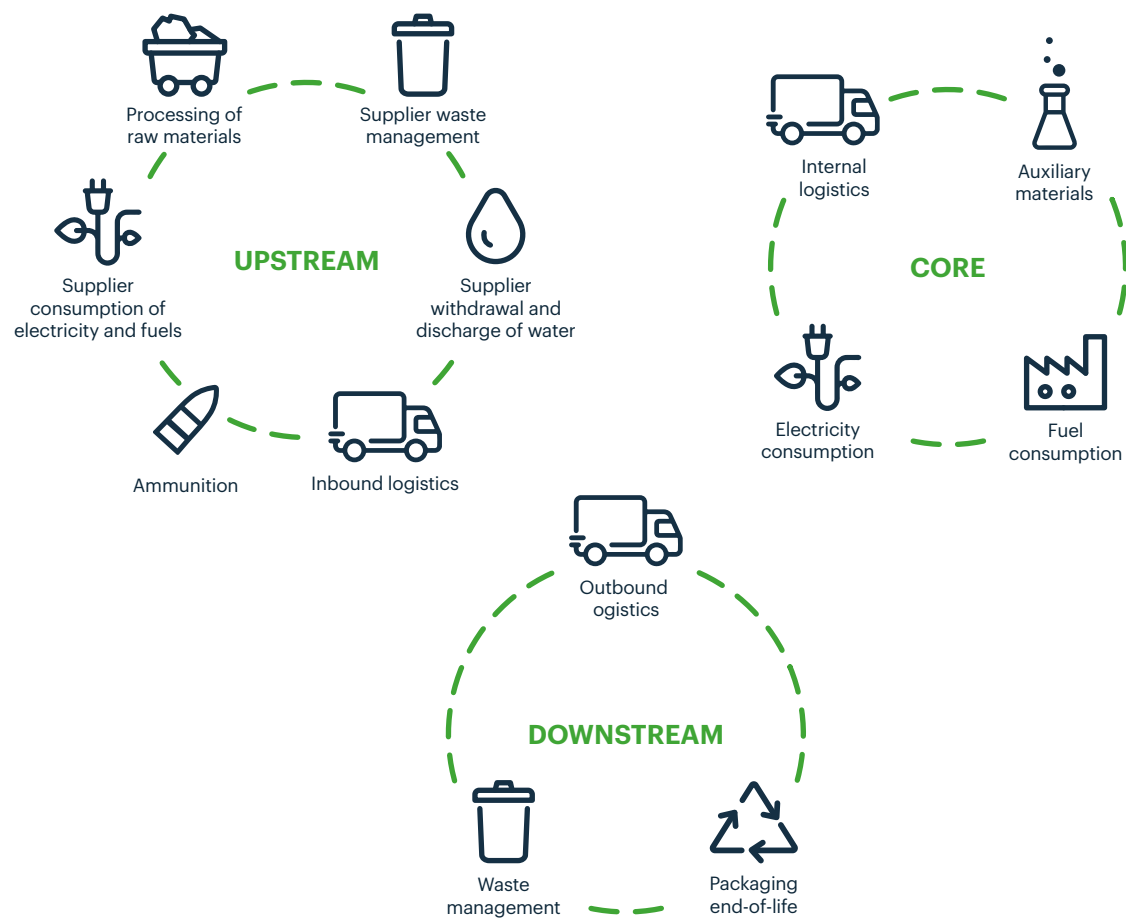 Processing of
raw materials
Supplier waste
management
Supplier
consumption of
electricity and fuels
UPSTREAM
Supplier
withdrawal and
discharge of water
Ammunition
Inbound logistics
Internal
logistics
Auxiliary
materials
CORE
Electricity
consumption
Fuel
consumption
Outbound
ogistics
DOWNSTREAM
Waste
management
Packaging
end-of-life